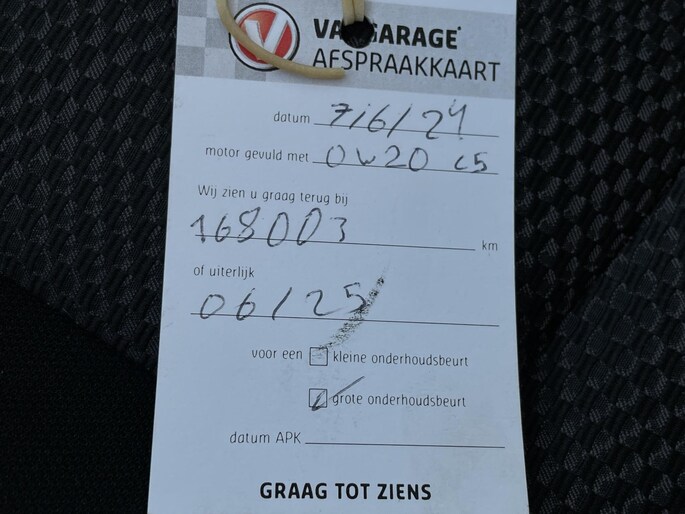 VAKGARAGE
AFSPRAAKKAART
datum 7/6/24
motor gevuld met 0w20 c5
Wij zien u graag terug bij
168003 km
of uiterlijk
06/25
voor een kleine onderhoudsbeurt
grote onderhoudsbeurt
datum APK
GRAAG TOT ZIENS